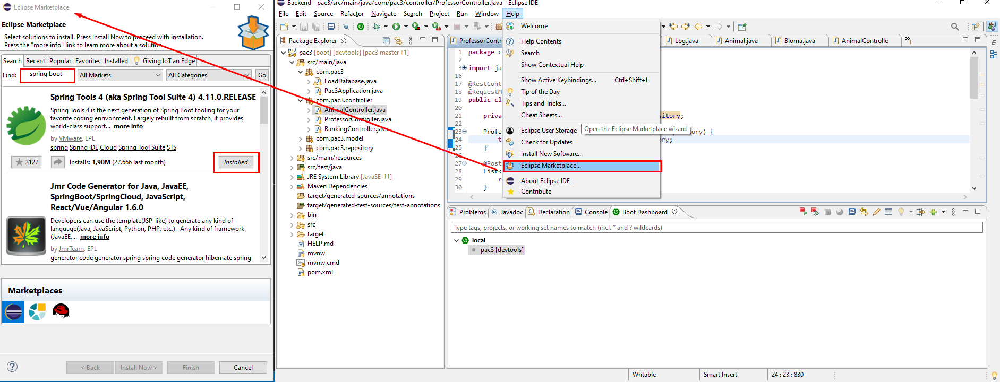 Eclipse Marketplace
Eclipse Marketplace
Select solutions to install. Press Install Now to proceed with installation.
Press the "more info" link to learn more about a solution.
Search Recent Popular Favorites Installed Giving IoT an Edge
Find: spring boot All Markets All Categories Go
Spring Tools 4 (aka Spring Tool Suite 4) 4.11.0.RELEASE
Spring Tools 4 is the next generation of Spring Boot tooling for your
favorite coding enrivonment. Largely rebuilt from scratch, it provides
world-class support... more info
by VMware, EPL
spring Spring IDE Cloud Spring Tool Suite STS
3127 Installs: 1,90M (27.666 last month) Installed
Jmr Code Generator for Java, JavaEE,
SpringBoot/SpringCloud, JavaScript,
React/Vue/Angular 1.6.0
Developers can use the template(JSP-like) to generate any kind of
language(Java, JavaScript, Python, PHP, etc.). Any kind of framework
(JavaEE,... more info
by JmrTeam, EPL
generator code generator spring spring code generator hibernate spring
Marketplaces
< Back Install Now > Finish Cancel
Backend - pac3/src/main/java/com/pac3/controller/ProfessorController.java - Eclipse IDE
File Edit Source Refactor Navigate Search Project Run Window Help
Package Explorer
pac3 [boot] [devtools] [pac3 master ↑1]
src/main/java
com.pac3
LoadDatabase.java
Pac3Application.java
com.pac3.controller
AnimalController.java
ProfessorController.java
RankingController.java
com.pac3.model
com.pac3.repository
src/main/resources
src/test/java
JRE System Library [JavaSE-11]
Maven Dependencies
target/generated-sources/annotations
target/generated-test-sources/test-annotations
bin
src
target
HELP.md
mvnw
mvnw.cmd
pom.xml
ProfessorContro Log.java Animal.java Bioma.java AnimalControlle »1
1 package c
2
3 import ja
16
17 @RestCont
18 @RequestM
19 public cla
20
21 privat sitory;
22
23 Profes ory) {
24 th ory;
25 }
26
27 @PostM
28 List<
29 re
30 }
Welcome
Help Contents
Search
Show Contextual Help
Show Active Keybindings... Ctrl+Shift+L
Tip of the Day
Tips and Tricks...
Cheat Sheets...
Eclipse User Storage
Open the Eclipse Marketplace wizard
Check for Updates
Install New Software...
Eclipse Marketplace...
About Eclipse IDE
Contribute
Problems Javadoc Declaration Console Boot Dashboard
Type tags, projects, or working set names to match (incl. * and ? wildcards)
local
pac3 [devtools]
Writable Smart Insert 24 : 23 : 830